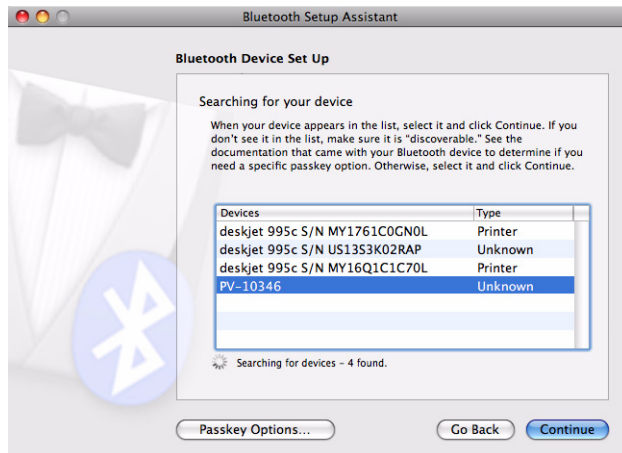 Bluetooth Setup Assistant
Bluetooth Device Set Up
Searching for your device
When your device appears in the list, select it and click Continue. If you
don't see it in the list, make sure it is “discoverable.” See the
documentation that came with your Bluetooth device to determine if you
need a specific passkey option. Otherwise, select it and click Continue.
Devices Type
deskjet 995c S/N MY1761C0GN0L Printer
deskjet 995c S/N US13S3K02RAP Unknown
deskjet 995c S/N MY16Q1C1C70L Printer
PV-10346 Unknown
Searching for devices – 4 found.
Passkey Options... Go Back Continue